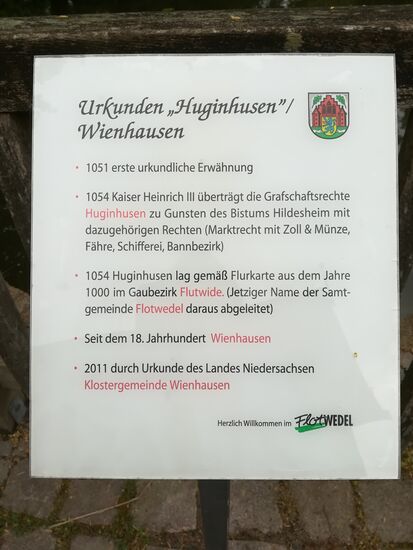 Urkunden „Huginhusen”/
Wienhausen
• 1051 erste urkundliche Erwähnung
• 1054 Kaiser Heinrich III überträgt die Grafschaftsrechte
Huginhusen zu Gunsten des Bistums Hildesheim mit
dazugehörigen Rechten (Marktrecht mit Zoll & Münze,
Fähre, Schifferei, Bannbezirk)
• 1054 Huginhusen lag gemäß Flurkarte aus dem Jahre
1000 im Gaubezirk Flutwide. (Jetziger Name der Samt-
gemeinde Flotwedel daraus abgeleitet)
• Seit dem 18. Jahrhundert Wienhausen
• 2011 durch Urkunde des Landes Niedersachsen
Klostergemeinde Wienhausen
Herzlich Willkommen im FlotWEDEL